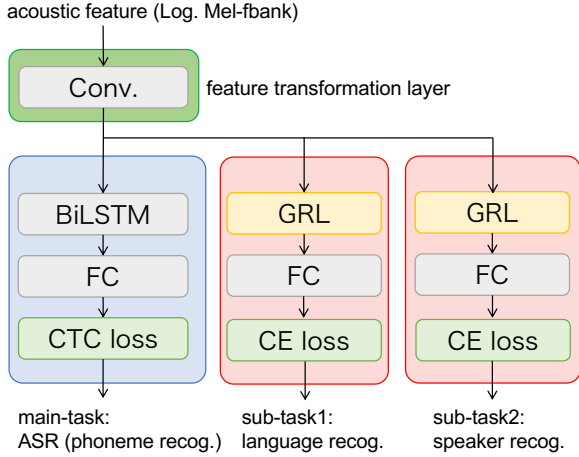 acoustic feature (Log. Mel-fbank)
Conv.
feature transformation layer
BiLSTM
FC
CTC loss
main-task:
ASR (phoneme recog.)
GRL
FC
CE loss
sub-task1:
language recog.
GRL
FC
CE loss
sub-task2:
speaker recog.